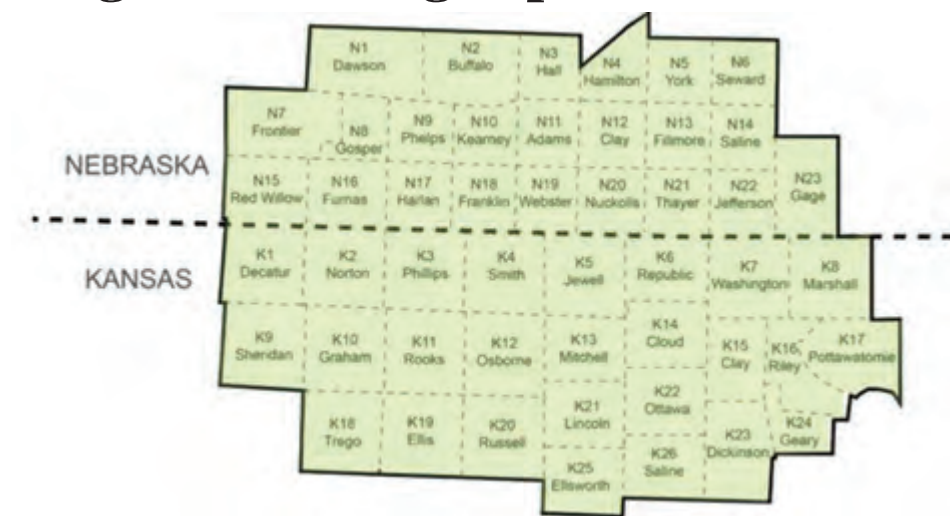 N1
Dawson
N2
Buffalo
N3
Hall
N4
Hamilton
N5
York
N6
Seward
N7
Frontier
N8
Gosper
N9
Phelps
N10
Kearney
N11
Adams
N12
Clay
N13
Fillmore
N14
Saline
NEBRASKA
N15
Red Willow
N16
Furnas
N17
Harlan
N18
Franklin
N19
Webster
N20
Nuckolls
N21
Thayer
N22
Jefferson
N23
Gage
KANSAS
K1
Decatur
K2
Norton
K3
Phillips
K4
Smith
K5
Jewell
K6
Republic
K7
Washington
K8
Marshall
K9
Sheridan
K10
Graham
K11
Rooks
K12
Osborne
K13
Mitchell
K14
Cloud
K15
Clay
K16
Riley
K17
Pottawatomie
K18
Trego
K19
Ellis
K20
Russell
K21
Lincoln
K22
Ottawa
K23
Dickinson
K24
Geary
K25
Ellsworth
K26
Saline